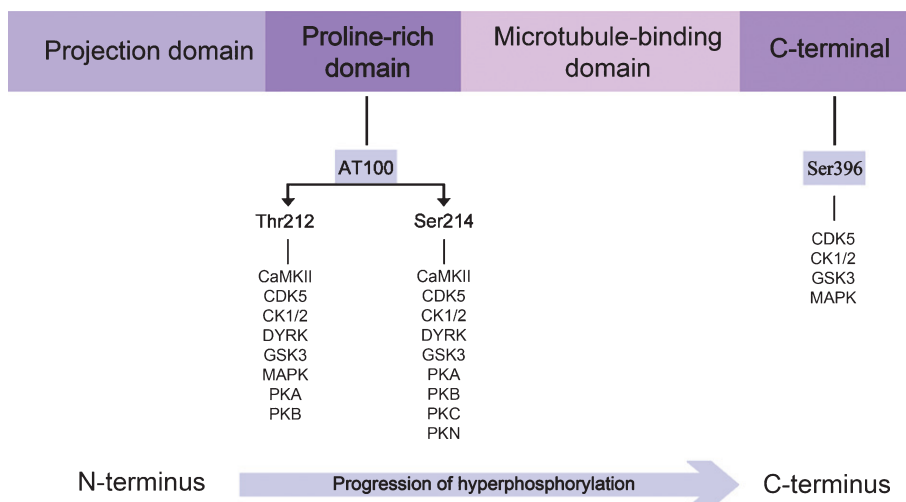 Projection domain
Proline-rich
domain
Microtubule-binding
domain
C-terminal
AT100
Thr212
CaMKII
CDK5
CK1/2
DYRK
GSK3
MAPK
PKA
PKB
Ser214
CaMKII
CDK5
CK1/2
DYRK
GSK3
PKA
PKB
PKC
PKN
Ser396
CDK5
CK1/2
GSK3
MAPK
N-terminus
Progression of hyperphosphorylation
C-terminus